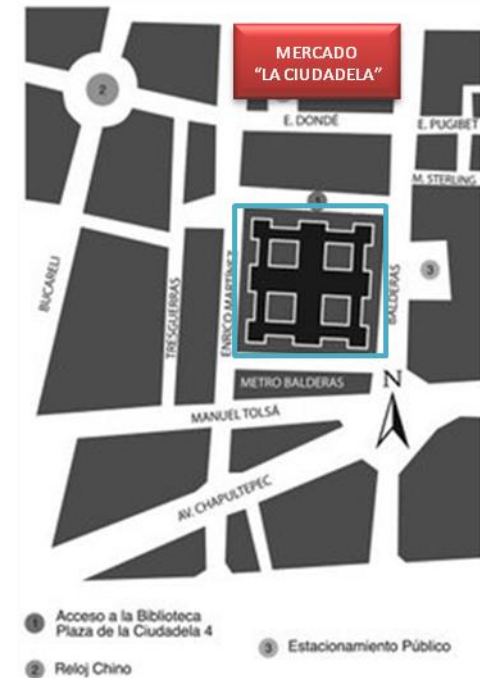 MERCADO
“LA CIUDADELA”
2
E. DONDÉ
E. PUGIBET
M. STERLING
BUCARELI
TRESGUERRAS
ENRICO MARTÍNEZ
BALDERAS
3
METRO BALDERAS
N
MANUEL TOLSÁ
AV. CHAPULTEPEC
1 Acceso a la Biblioteca
Plaza de la Ciudadela 4
2 Reloj Chino
3 Estacionamiento Público